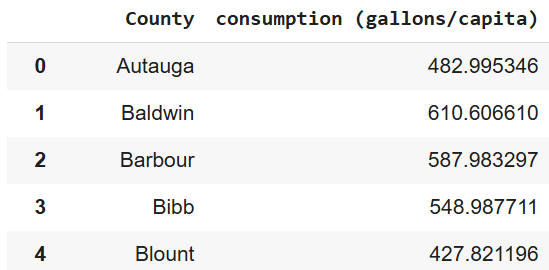 County consumption (gallons/capita)
0 Autauga 482.995346
1 Baldwin 610.606610
2 Barbour 587.983297
3 Bibb 548.987711
4 Blount 427.821196